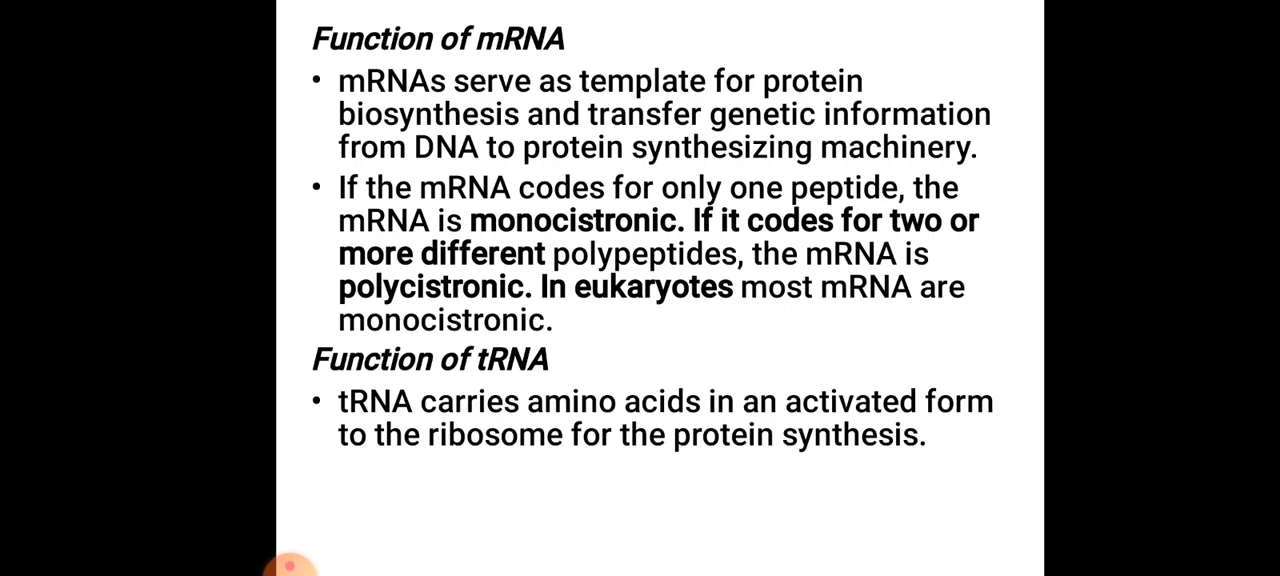 Function of mRNA
• mRNAs serve as template for protein
biosynthesis and transfer genetic information
from DNA to protein synthesizing machinery.
• If the mRNA codes for only one peptide, the
mRNA is monocistronic. If it codes for two or
more different polypeptides, the mRNA is
polycistronic. In eukaryotes most mRNA are
monocistronic.
Function of tRNA
• tRNA carries amino acids in an activated form
to the ribosome for the protein synthesis.